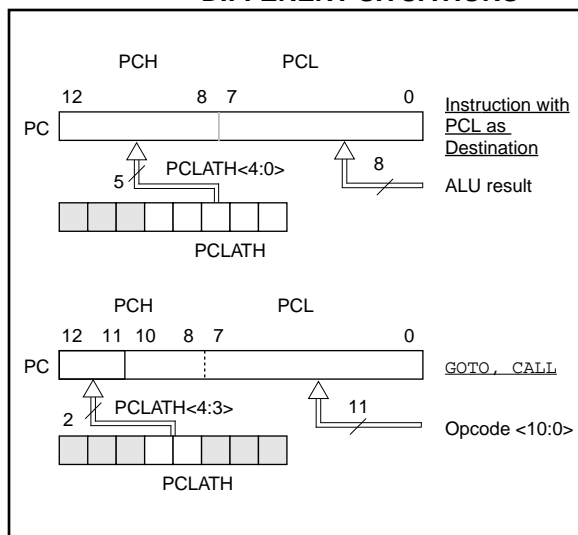 DIFFERENT SITUATIONS
PCH PCL
12 8 7 0
PC
Instruction with
PCL as
Destination
5 PCLATH<4:0> 8
ALU result
PCLATH
PCH PCL
12 11 10 8 7 0
PC
GOTO, CALL
2 PCLATH<4:3> 11
Opcode <10:0>
PCLATH